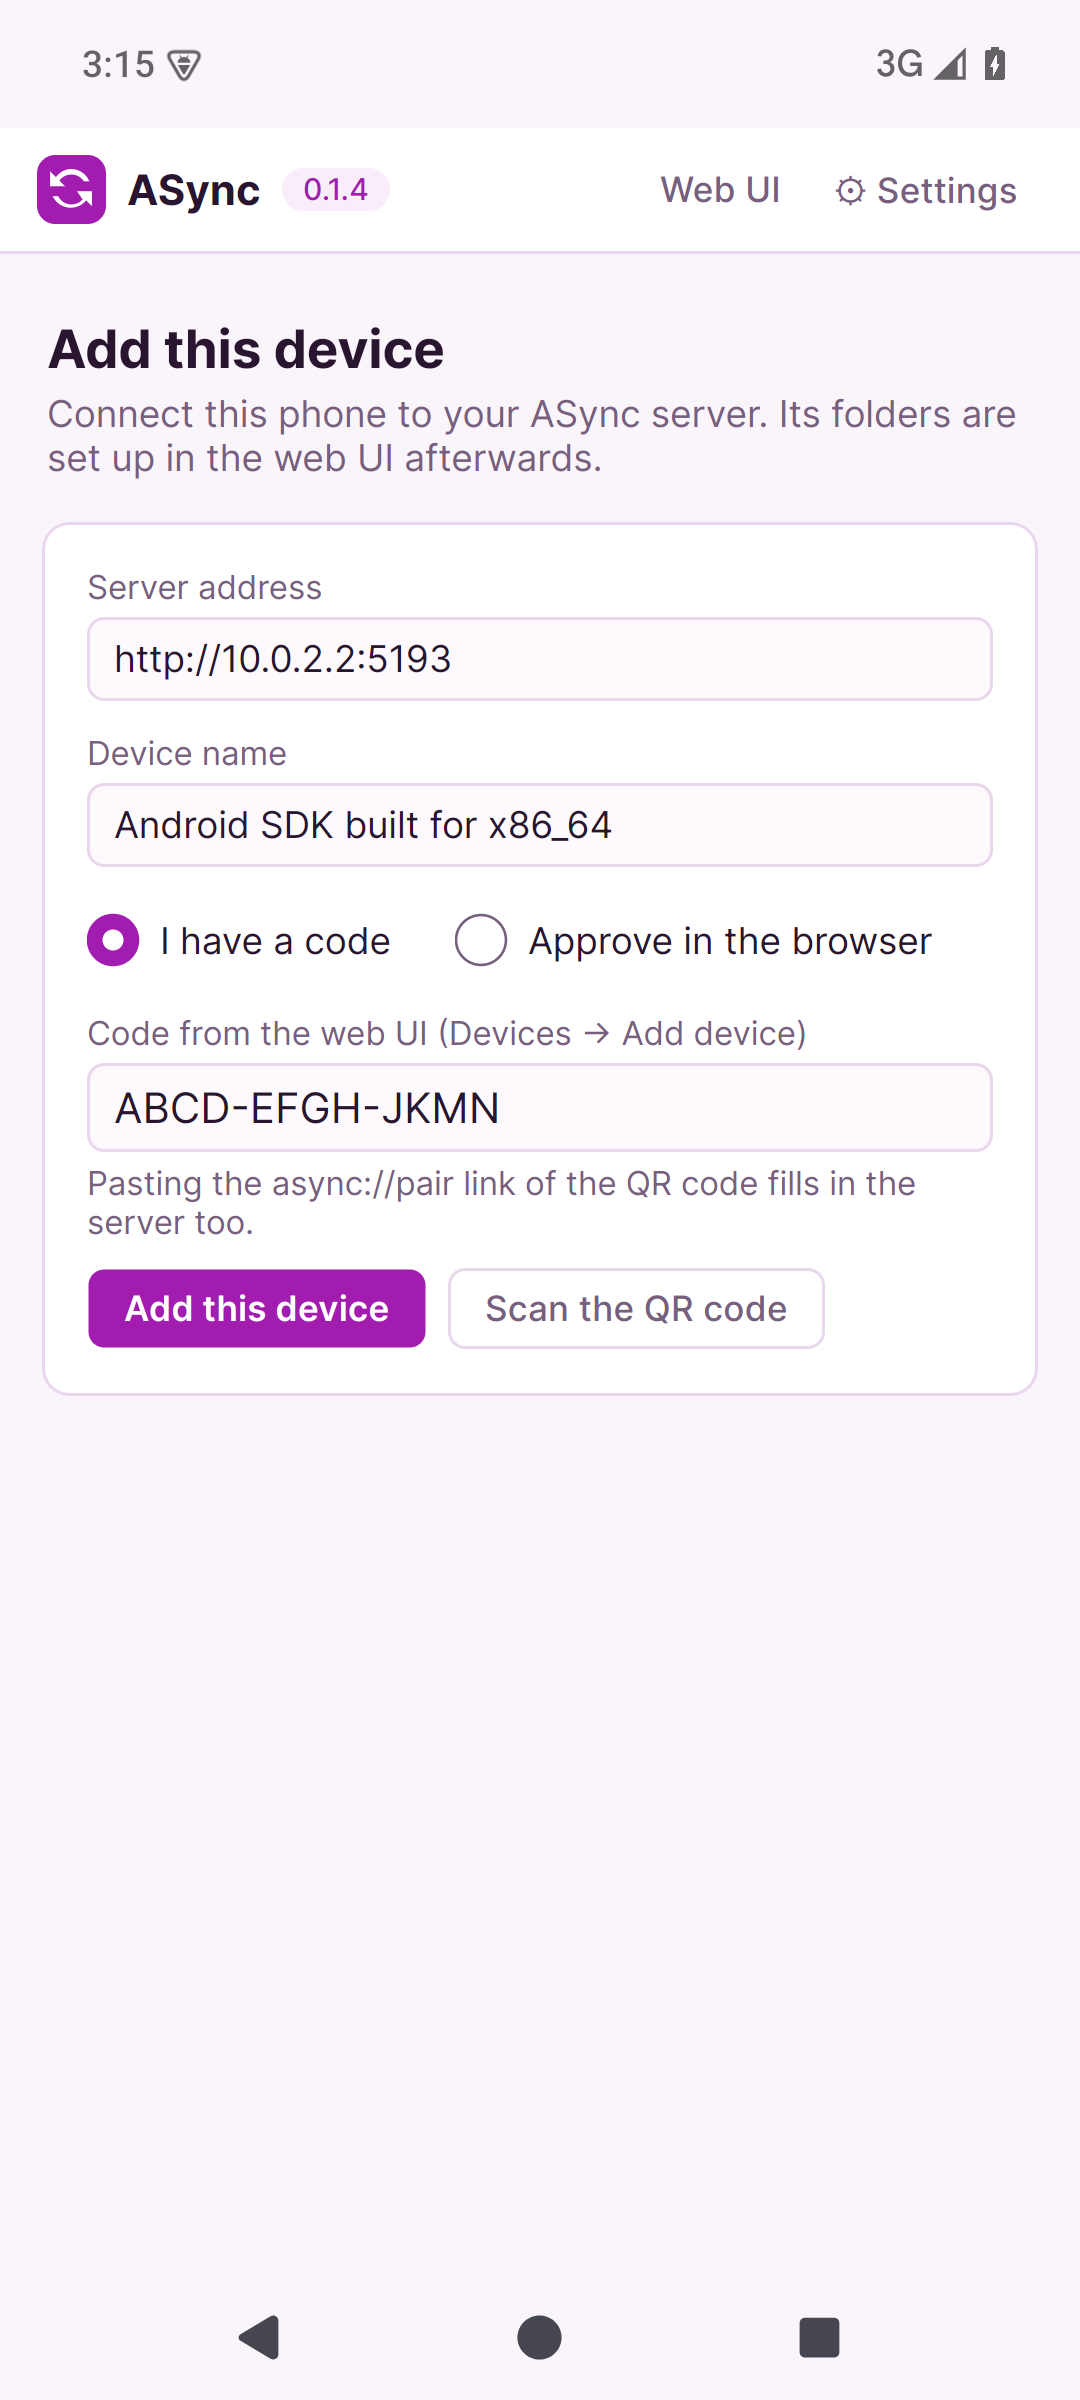 3:15
3G
ASync
0.1.4
Web UI
Settings
Add this device
Connect this phone to your ASync server. Its folders are
set up in the web UI afterwards.
Server address
http://10.0.2.2:5193
Device name
Android SDK built for x86_64
I have a code
Approve in the browser
Code from the web UI (Devices → Add device)
ABCD-EFGH-JKMN
Pasting the async://pair link of the QR code fills in the
server too.
Add this device
Scan the QR code